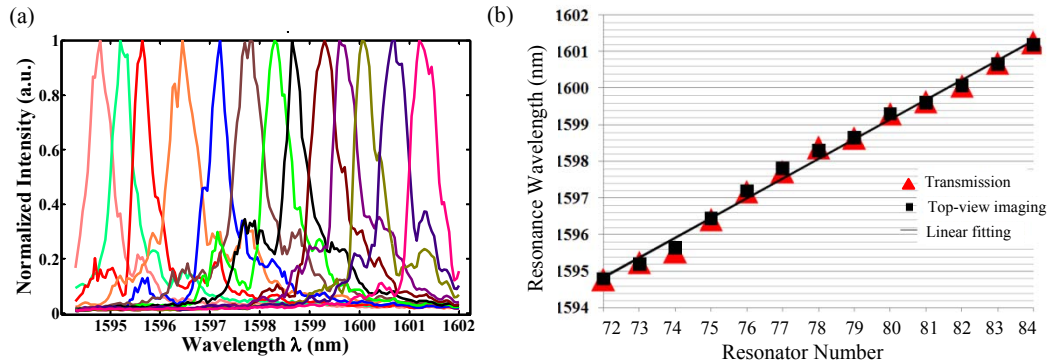 (a)
Normalized Intensity (a.u.)
1
0.8
0.6
0.4
0.2
0
1595 1596 1597 1598 1599 1600 1601 1602
Wavelength λ (nm)
(b)
Resonance Wavelength (nm)
1602
1601
1600
1599
1598
1597
1596
1595
1594
Transmission
Top-view imaging
Linear fitting
72 73 74 75 76 77 78 79 80 81 82 83 84
Resonator Number